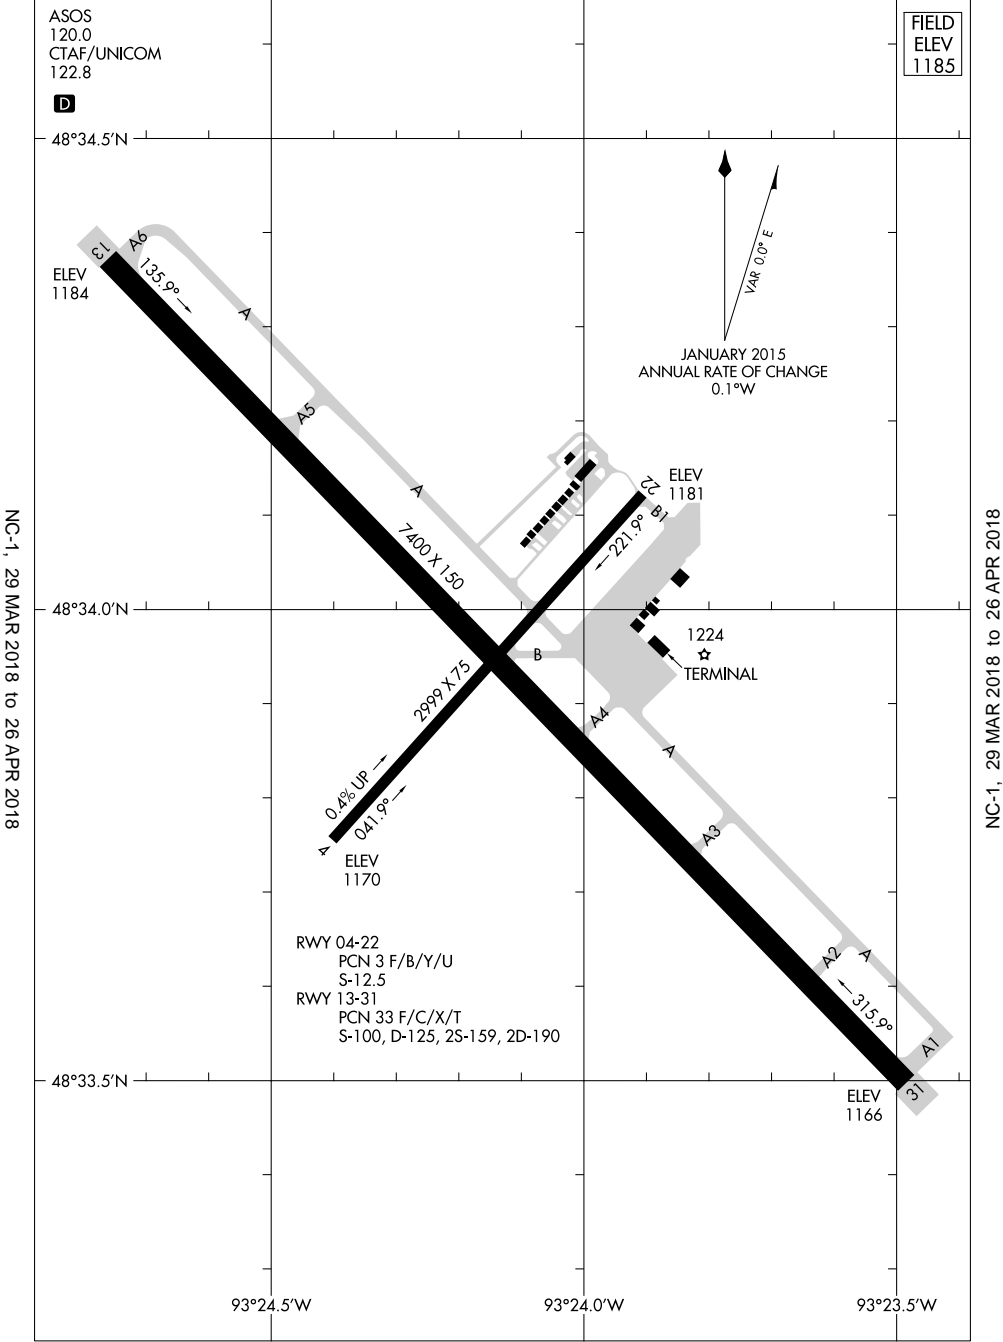 ASOS
120.0
CTAF/UNICOM
122.8
D
FIELD
ELEV
1185
48°34.5'N
VAR 0.0° E
JANUARY 2015
ANNUAL RATE OF CHANGE
0.1°W
13
A6
ELEV
1184
135.9°
A
A5
A
7400 X 150
22
ELEV
1181
B1
221.9°
48°34.0'N
B
1224
TERMINAL
2999 X 75
A4
A
0.4% UP
041.9°
4
ELEV
1170
A3
RWY 04-22
PCN 3 F/B/Y/U
S-12.5
RWY 13-31
PCN 33 F/C/X/T
S-100, D-125, 2S-159, 2D-190
A2
A
315.9°
A1
48°33.5'N
31
ELEV
1166
93°24.5'W
93°24.0'W
93°23.5'W
NC-1, 29 MAR 2018 to 26 APR 2018
NC-1, 29 MAR 2018 to 26 APR 2018